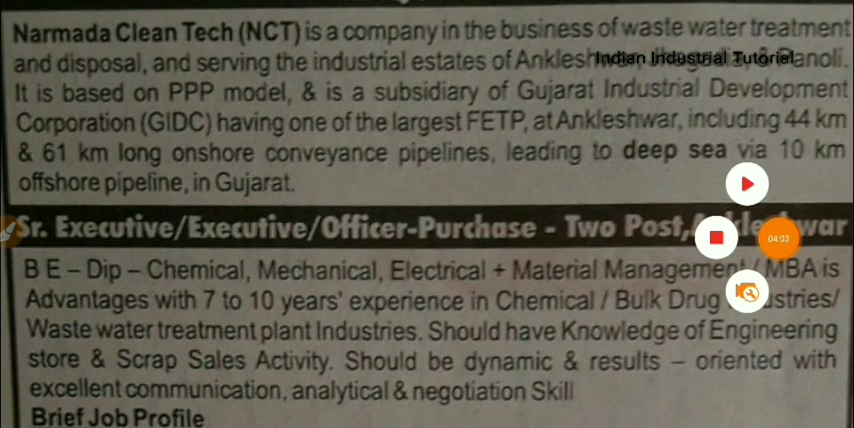 Narmada Clean Tech (NCT) is a company in the business of waste water treatment
and disposal, and serving the industrial estates of Panoli.
Indian Industrial Tutorial
It is based on PPP model, & is a subsidiary of Gujarat Industrial Development
Corporation (GIDC) having one of the largest FETP, at Ankleshwar, including 44 km
& 61 km long onshore conveyance pipelines, leading to deep sea via 10 km
offshore pipeline, in Gujarat.
Sr. Executive/Executive/Officer-Purchase - Two Post,
04:03
B E – Dip – Chemical, Mechanical, Electrical + Material Management / MBA is
Advantages with 7 to 10 years' experience in Chemical / Bulk Drug
Waste water treatment plant Industries. Should have Knowledge of Engineering
store & Scrap Sales Activity. Should be dynamic & results – oriented with
excellent communication, analytical & negotiation Skill
Brief Job Profile